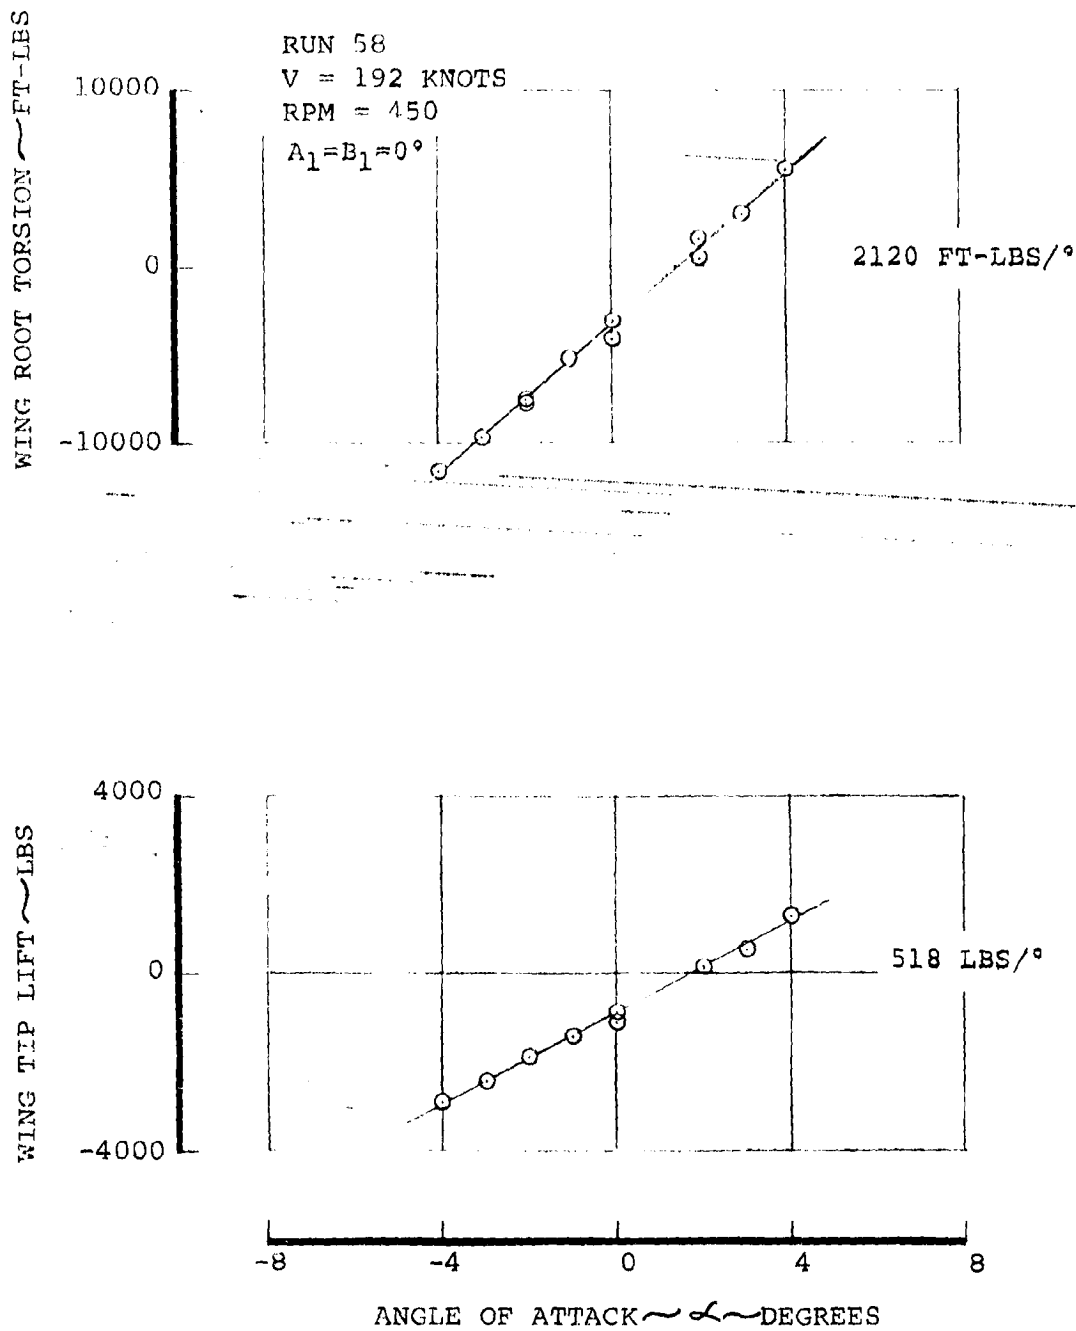 RUN 58
V = 192 KNOTS
RPM = 450
A1=B1=0°
WING ROOT TORSION ~ FT-LBS
10000
0
-10000
2120 FT-LBS/°
WING TIP LIFT ~ LBS
4000
0
-4000
518 LBS/°
-8 -4 0 4 8
ANGLE OF ATTACK ~ α ~ DEGREES